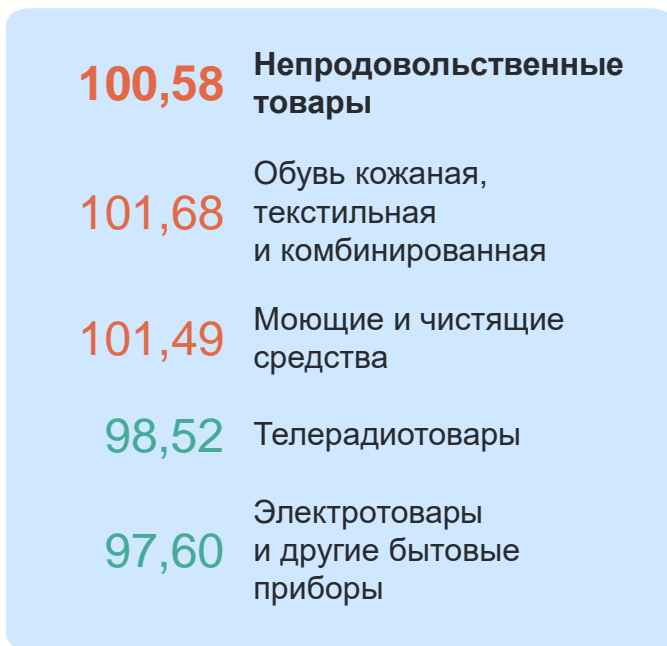 100,58 Непродовольственные
товары
101,68 Обувь кожаная,
текстильная
и комбинированная
101,49 Моющие и чистящие
средства
98,52 Телерадиотовары
97,60 Электротовары
и другие бытовые
приборы